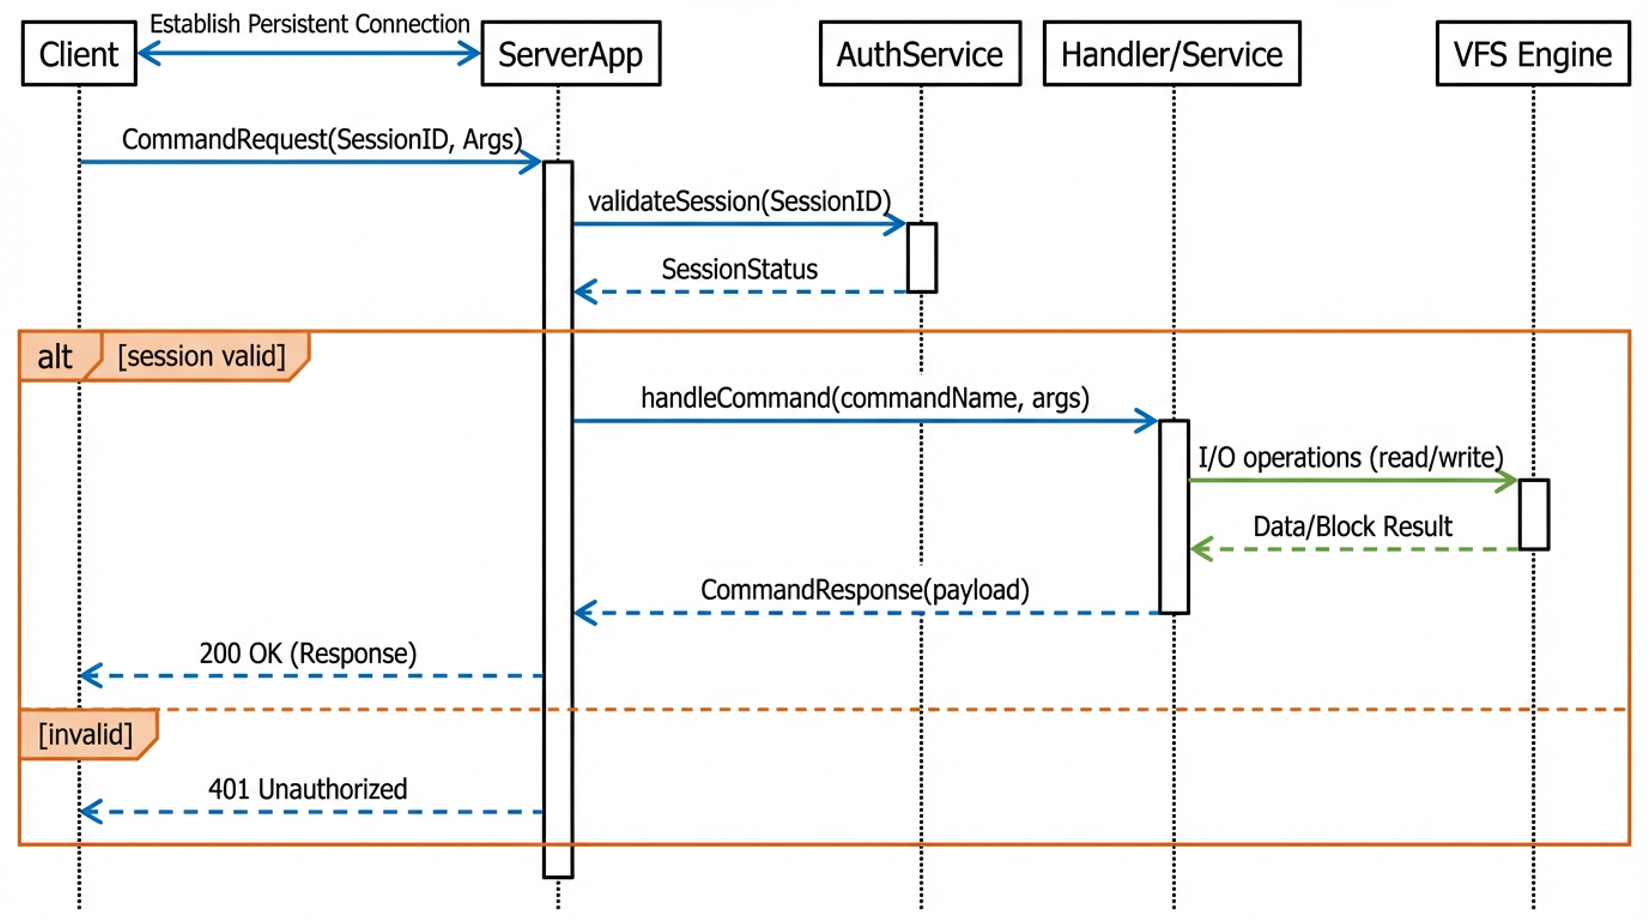 Establish Persistent Connection
Client
ServerApp
AuthService
Handler/Service
VFS Engine
CommandRequest(SessionID, Args)
validateSession(SessionID)
SessionStatus
alt
[session valid]
handleCommand(commandName, args)
I/O operations (read/write)
Data/Block Result
CommandResponse(payload)
200 OK (Response)
[invalid]
401 Unauthorized